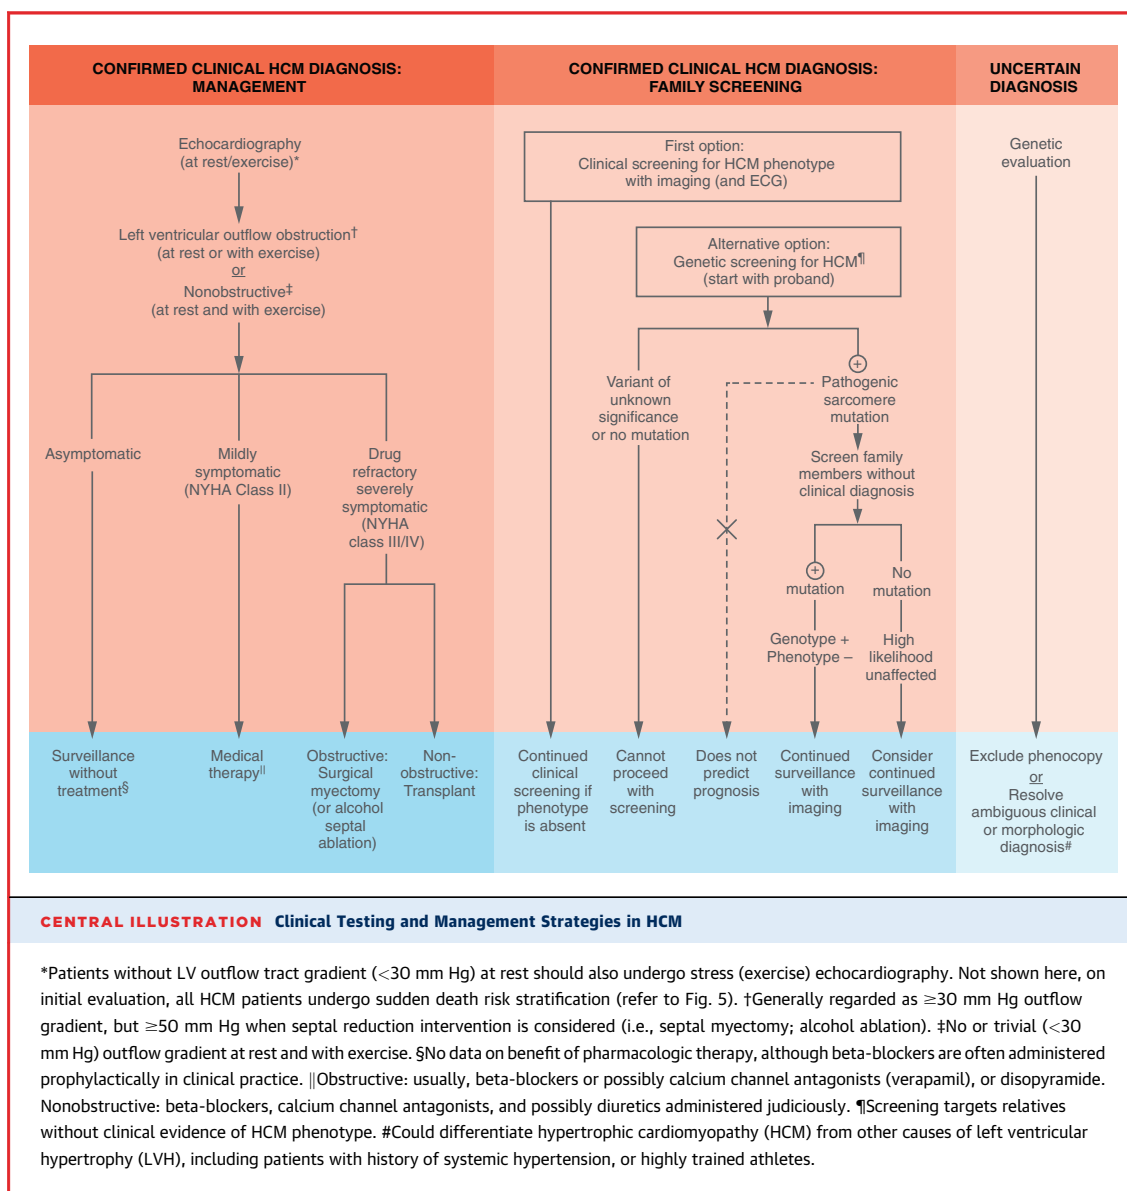 CONFIRMED CLINICAL HCM DIAGNOSIS:
MANAGEMENT
Echocardiography
(at rest/exercise)*
Left ventricular outflow obstruction†
(at rest or with exercise)
or
Nonobstructive‡
(at rest and with exercise)
Asymptomatic
Mildly
symptomatic
(NYHA Class II)
Drug
refractory
severely
symptomatic
(NYHA
class III/IV)
Surveillance
without
treatment§
Medical
therapy||
Obstructive:
Surgical
myectomy
(or alcohol
septal
ablation)
Non-
obstructive:
Transplant
CONFIRMED CLINICAL HCM DIAGNOSIS:
FAMILY SCREENING
First option:
Clinical screening for HCM phenotype
with imaging (and ECG)
Alternative option:
Genetic screening for HCM¶
(start with proband)
Variant of
unknown
significance
or no mutation
+
Pathogenic
sarcomere
mutation
Screen family
members without
clinical diagnosis
+
mutation
No
mutation
Genotype +
Phenotype –
High
likelihood
unaffected
Continued
clinical
screening if
phenotype
is absent
Cannot
proceed
with
screening
Does not
predict
prognosis
Continued
surveillance
with
imaging
Consider
continued
surveillance
with
imaging
UNCERTAIN
DIAGNOSIS
Genetic
evaluation
Exclude phenocopy
or
Resolve
ambiguous clinical
or morphologic
diagnosis#
CENTRAL ILLUSTRATION Clinical Testing and Management Strategies in HCM
*Patients without LV outflow tract gradient (<30 mm Hg) at rest should also undergo stress (exercise) echocardiography. Not shown here, on
initial evaluation, all HCM patients undergo sudden death risk stratification (refer to Fig. 5). †Generally regarded as ≥30 mm Hg outflow
gradient, but ≥50 mm Hg when septal reduction intervention is considered (i.e., septal myectomy; alcohol ablation). ‡No or trivial (<30
mm Hg) outflow gradient at rest and with exercise. §No data on benefit of pharmacologic therapy, although beta-blockers are often administered
prophylactically in clinical practice. ||Obstructive: usually, beta-blockers or possibly calcium channel antagonists (verapamil), or disopyramide.
Nonobstructive: beta-blockers, calcium channel antagonists, and possibly diuretics administered judiciously. ¶Screening targets relatives
without clinical evidence of HCM phenotype. #Could differentiate hypertrophic cardiomyopathy (HCM) from other causes of left ventricular
hypertrophy (LVH), including patients with history of systemic hypertension, or highly trained athletes.